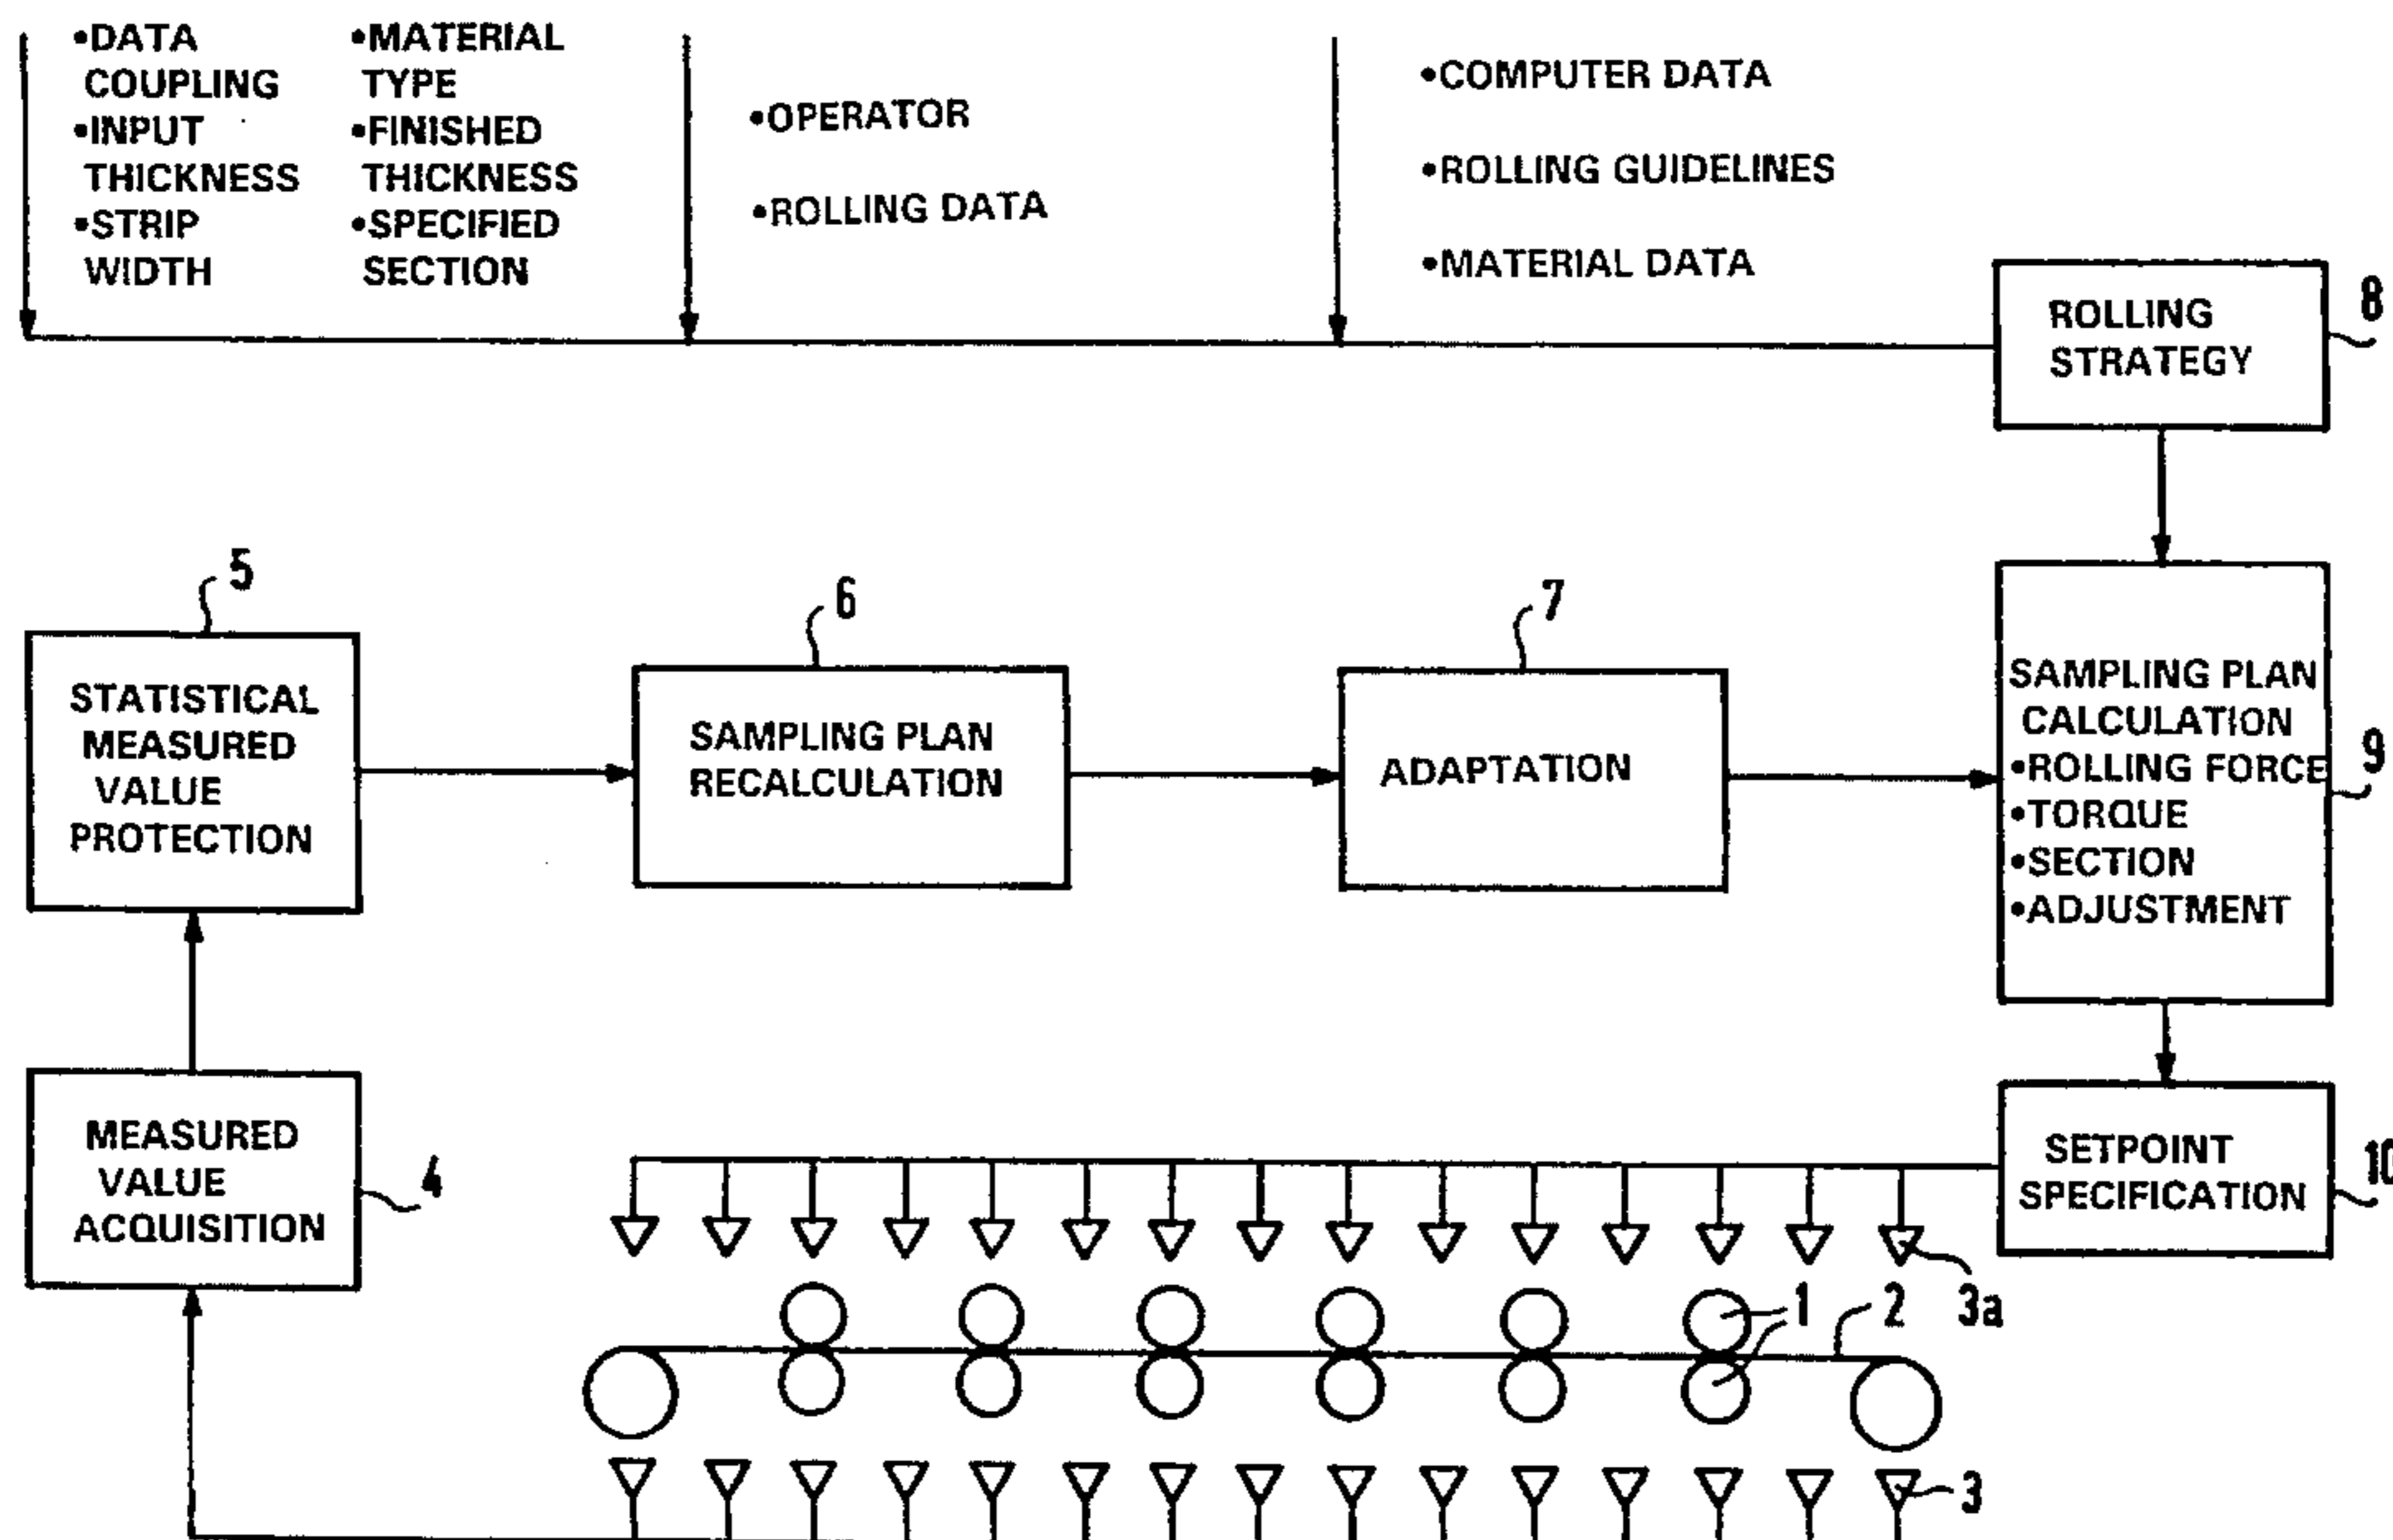 •DATA
COUPLING
•INPUT
THICKNESS
•STRIP
WIDTH
•MATERIAL
TYPE
•FINISHED
THICKNESS
•SPECIFIED
SECTION
•OPERATOR
•ROLLING DATA
•COMPUTER DATA
•ROLLING GUIDELINES
•MATERIAL DATA
ROLLING
STRATEGY
8
5
STATISTICAL
MEASURED
VALUE
PROTECTION
6
SAMPLING PLAN
RECALCULATION
7
ADAPTATION
SAMPLING PLAN
CALCULATION
•ROLLING FORCE
•TORQUE
•SECTION
•ADJUSTMENT
9
MEASURED
VALUE
ACQUISITION
4
SETPOINT
SPECIFICATION
10
3a
1
2
3